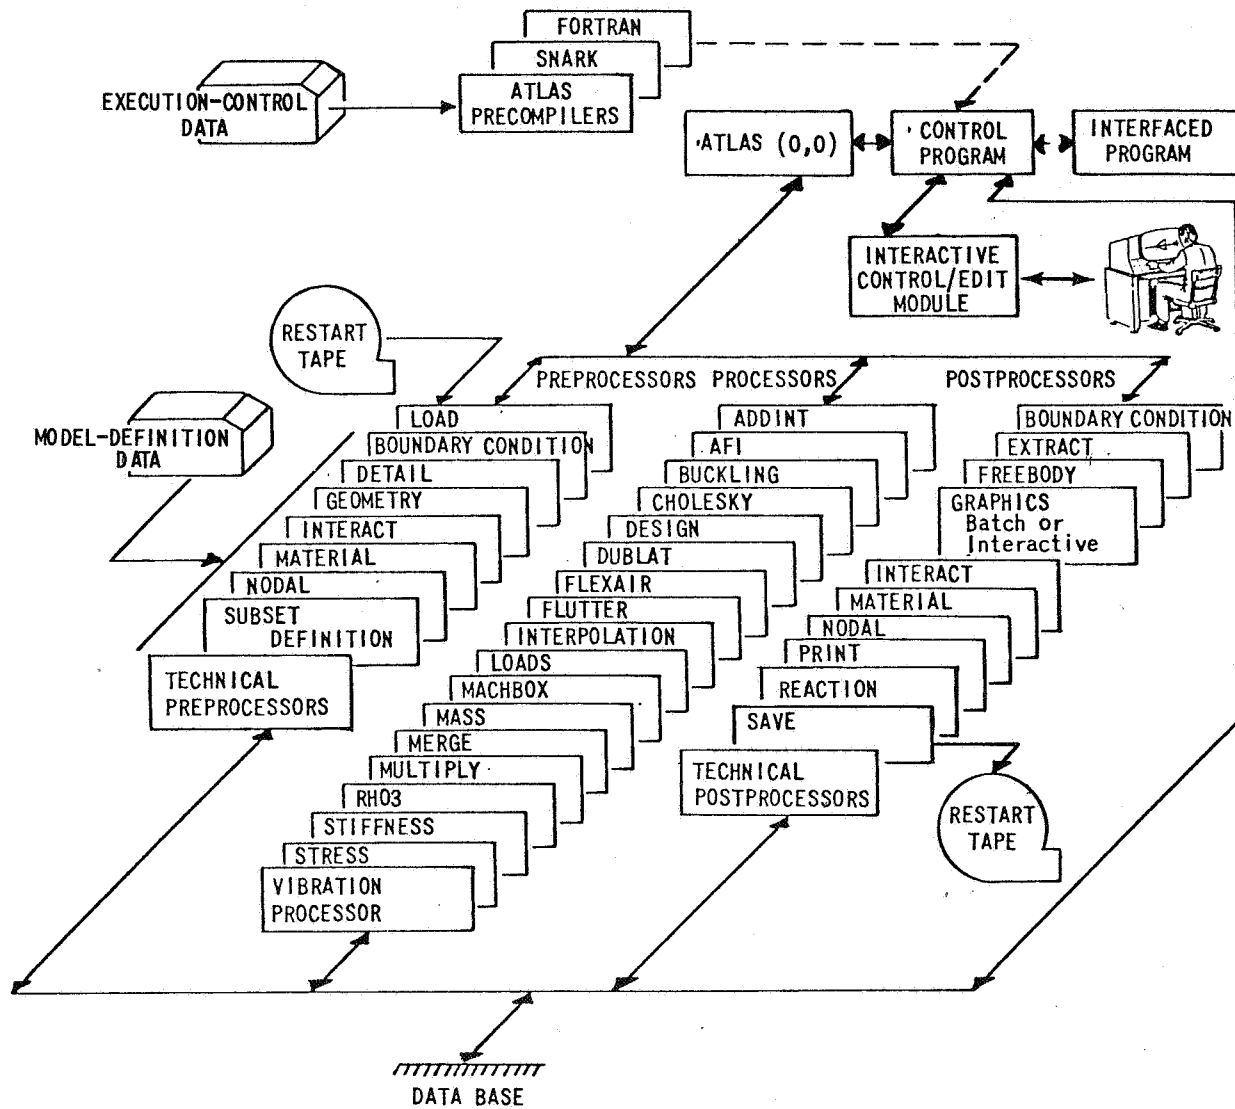 FORTRAN
SNARK
ATLAS
PRECOMPILERS
EXECUTION-CONTROL
DATA
ATLAS (0,0)
CONTROL
PROGRAM
INTERFACED
PROGRAM
INTERACTIVE
CONTROL/EDIT
MODULE
RESTART
TAPE
MODEL-DEFINITION
DATA
PREPROCESSORS
PROCESSORS
POSTPROCESSORS
LOAD
BOUNDARY CONDITION
DETAIL
GEOMETRY
INTERACT
MATERIAL
NODAL
SUBSET
DEFINITION
TECHNICAL
PREPROCESSORS
ADDINT
AFI
BUCKLING
CHOLESKY
DESIGN
DUBLAT
FLEXAIR
FLUTTER
INTERPOLATION
LOADS
MACHBOX
MASS
MERGE
MULTIPLY
RHO3
STIFFNESS
STRESS
VIBRATION
PROCESSOR
BOUNDARY CONDITION
EXTRACT
FREEBODY
GRAPHICS
Batch or
Interactive
INTERACT
MATERIAL
NODAL
PRINT
REACTION
SAVE
TECHNICAL
POSTPROCESSORS
RESTART
TAPE
DATA BASE